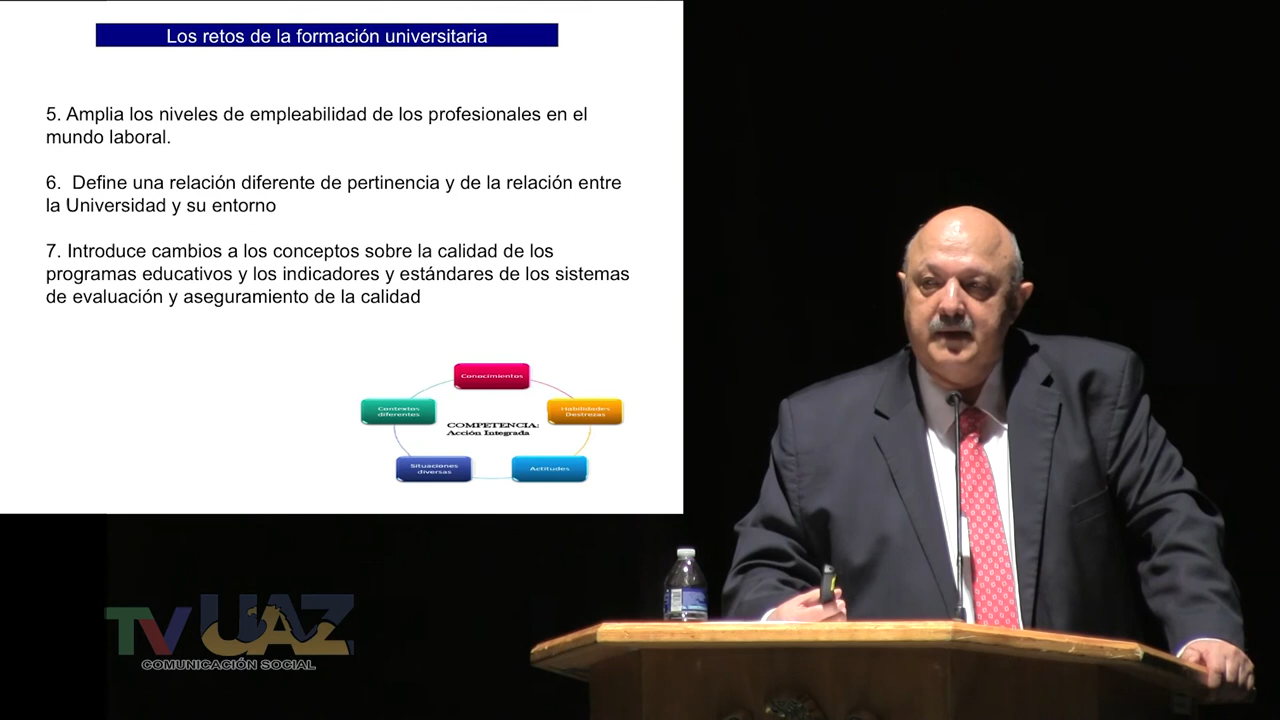 Los retos de la formación universitaria
5. Amplia los niveles de empleabilidad de los profesionales en el
mundo laboral.
6. Define una relación diferente de pertinencia y de la relación entre
la Universidad y su entorno
7. Introduce cambios a los conceptos sobre la calidad de los
programas educativos y los indicadores y estándares de los sistemas
de evaluación y aseguramiento de la calidad
Conocimientos
Contextos
diferentes
Habilidades
Destrezas
COMPETENCIA:
Acción Integrada
Situaciones
diversas
Actitudes
TV UAZ
COMUNICACIÓN SOCIAL